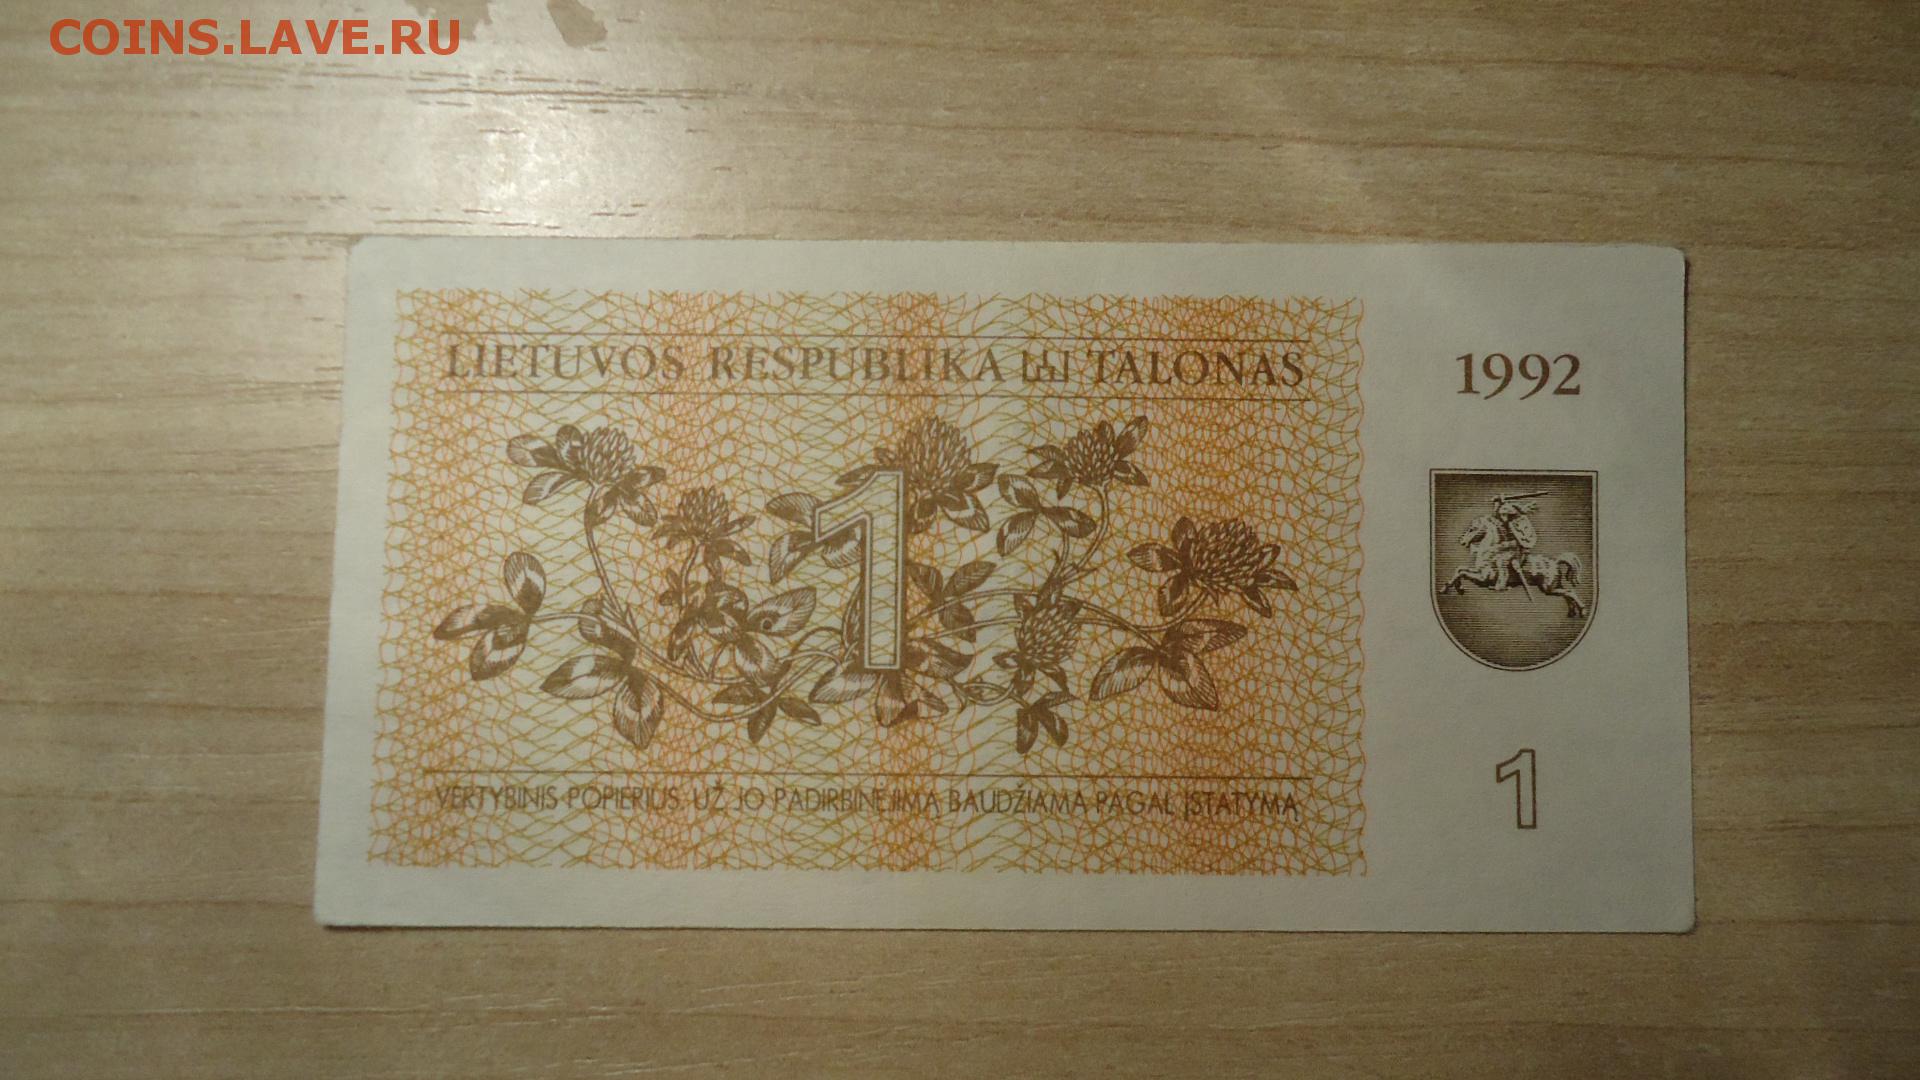 COINS.LAVE.RU
LIETUVOS RESPUBLIKA TALONAS
1992
1
1
VERTYBINIS POPIERIUS. UŽ JO PADIRBINĖJIMĄ BAUDŽIAMA PAGAL ĮSTATYMĄ